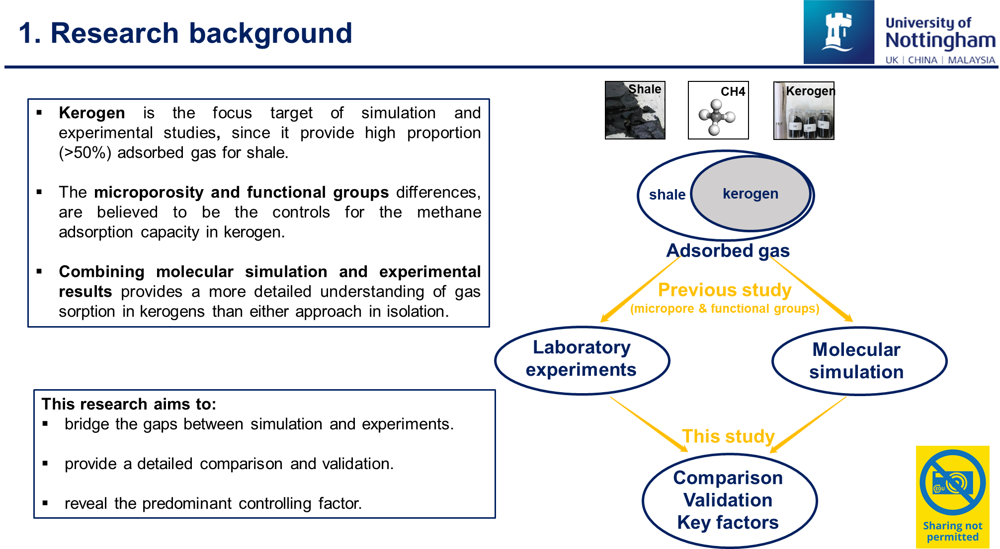 1. Research background
University of
Nottingham
UK | CHINA | MALAYSIA
▪ Kerogen is the focus target of simulation and
experimental studies, since it provide high proportion
(>50%) adsorbed gas for shale.
▪ The microporosity and functional groups differences,
are believed to be the controls for the methane
adsorption capacity in kerogen.
▪ Combining molecular simulation and experimental
results provides a more detailed understanding of gas
sorption in kerogens than either approach in isolation.
This research aims to:
▪ bridge the gaps between simulation and experiments.
▪ provide a detailed comparison and validation.
▪ reveal the predominant controlling factor.
Shale
CH4
Kerogen
1/4
2/4
3/4
shale
kerogen
Adsorbed gas
Previous study
(micropore & functional groups)
Laboratory
experiments
Molecular
simulation
This study
Comparison
Validation
Key factors
EGU
Sharing not
permitted